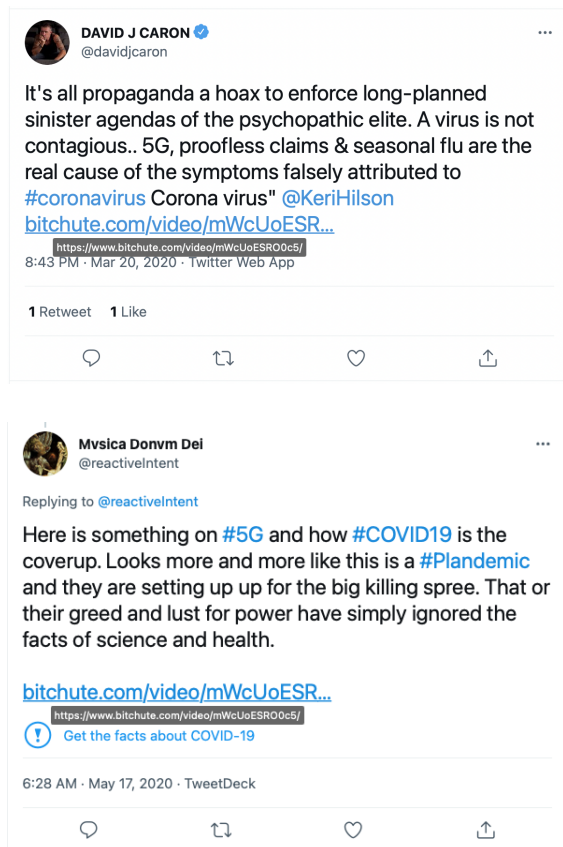 DAVID J CARON
@davidjcaron
It's all propaganda a hoax to enforce long-planned
sinister agendas of the psychopathic elite. A virus is not
contagious.. 5G, proofless claims & seasonal flu are the
real cause of the symptoms falsely attributed to
#coronavirus Corona virus" @KeriHilson
bitchute.com/video/mWcUoESR...
https://www.bitchute.com/video/mWcUoESRO0c5/
8:43 PM · Mar 20, 2020 · Twitter Web App
1 Retweet 1 Like
Mvsica Donvm Dei
@reactiveIntent
Replying to @reactiveIntent
Here is something on #5G and how #COVID19 is the
coverup. Looks more and more like this is a #Plandemic
and they are setting up up for the big killing spree. That or
their greed and lust for power have simply ignored the
facts of science and health.
bitchute.com/video/mWcUoESR...
https://www.bitchute.com/video/mWcUoESRO0c5/
Get the facts about COVID-19
6:28 AM · May 17, 2020 · TweetDeck